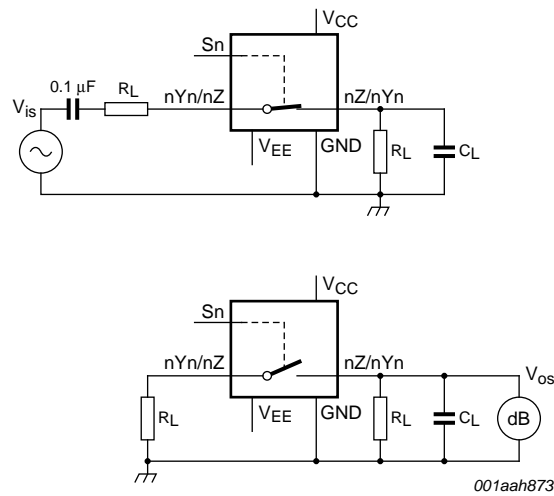 VCC
Sn
0.1 μF
RL
nYn/nZ
nZ/nYn
Vis
VEE
GND
RL
CL
VCC
Sn
nYn/nZ
nZ/nYn
Vos
RL
VEE
GND
RL
CL
dB
001aah873